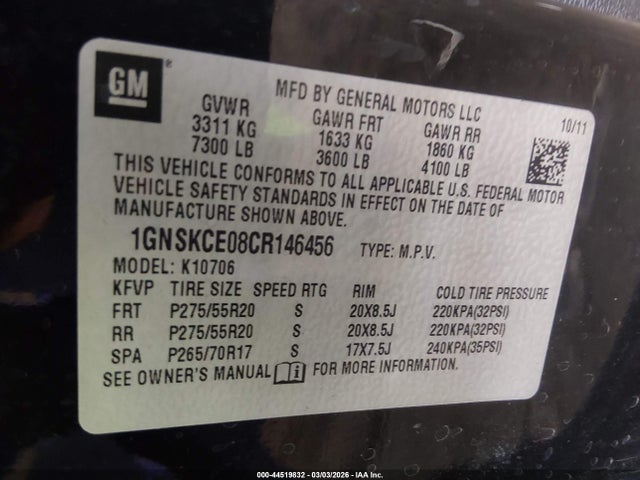 GM
MFD BY GENERAL MOTORS LLC
GVWR GAWR FRT GAWR RR 10/11
3311 KG 1633 KG 1860 KG
7300 LB 3600 LB 4100 LB
THIS VEHICLE CONFORMS TO ALL APPLICABLE U.S. FEDERAL MOTOR
VEHICLE SAFETY STANDARDS IN EFFECT ON THE DATE OF
MANUFACTURE SHOWN ABOVE.
1GNSKCE08CR146456 TYPE: M.P.V.
MODEL: K10706
KFVP TIRE SIZE SPEED RTG RIM COLD TIRE PRESSURE
FRT P275/55R20 S 20X8.5J 220KPA(32PSI)
RR P275/55R20 S 20X8.5J 220KPA(32PSI)
SPA P265/70R17 S 17X7.5J 240KPA(35PSI)
SEE OWNER'S MANUAL i FOR MORE INFORMATION.
000-44519832 - 03/03/2026 - IAA Inc.